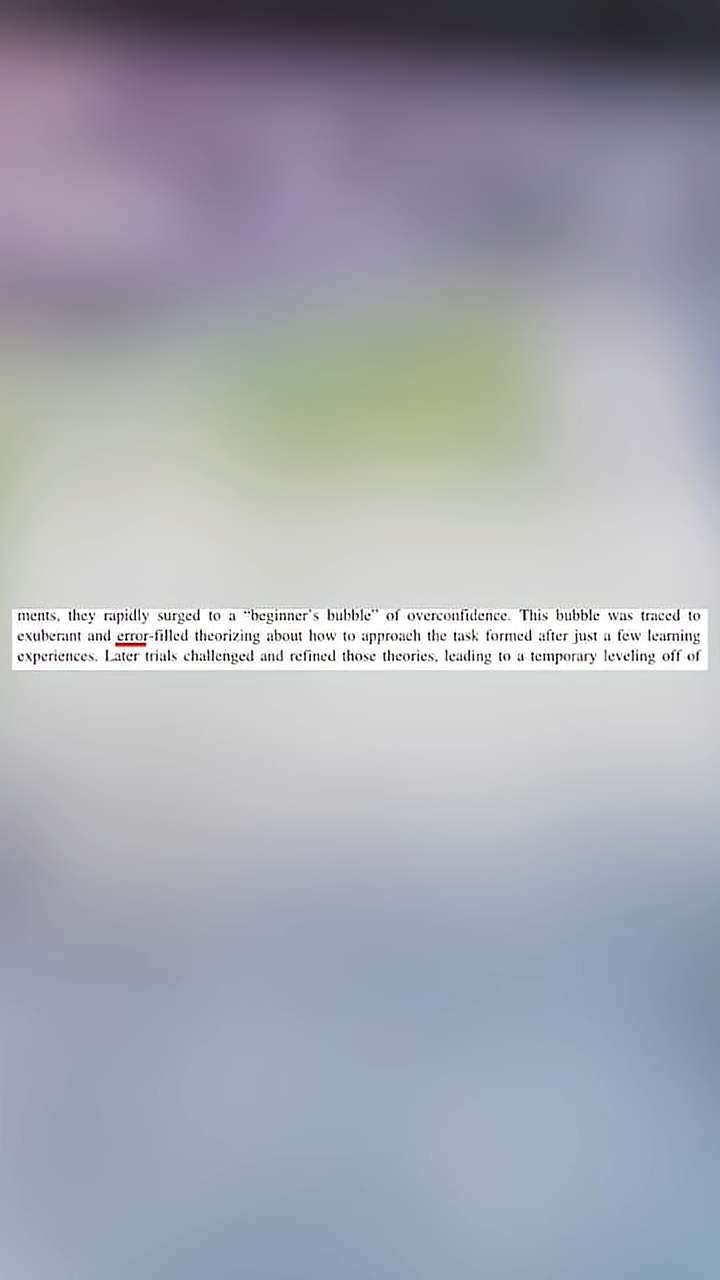 ments, they rapidly surged to a “beginner’s bubble” of overconfidence. This bubble was traced to
exuberant and error-filled theorizing about how to approach the task formed after just a few learning
experiences. Later trials challenged and refined those theories, leading to a temporary leveling off of